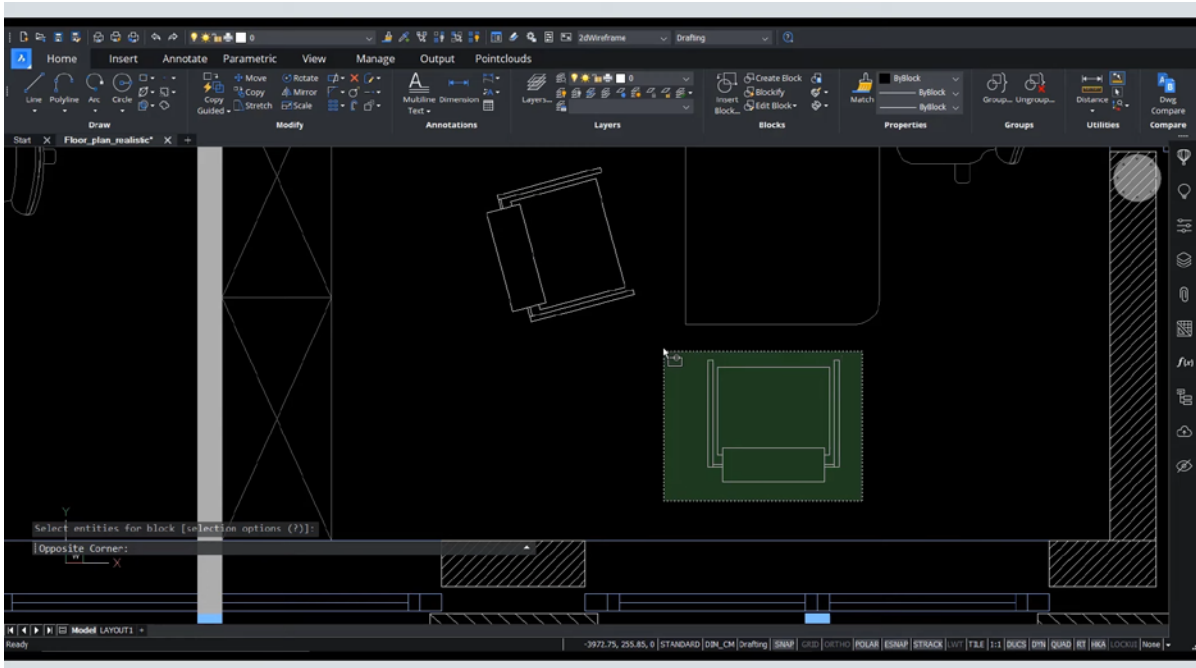 0 2dWireframe Drafting
Home Insert Annotate Parametric View Manage Output Pointclouds
Move Rotate Create Block ByBlock
Line Polyline Arc Circle Copy Guided Copy Mirror Multiline Text Dimension Layers... 0 Insert Block... Blockify Match ByBlock Group... Ungroup... Distance Dwg Compare
Stretch Scale Edit Block ByBlock
Draw Modify Annotations Layers Blocks Properties Groups Utilities Compare
Start X Floor_plan_realistic* X +
f(x)
Y
Select entities for block [selection options (?)]:
Opposite Corner:
W X
Model LAYOUT1 +
Ready -3972.75, 255.85, 0 STANDARD DIM_CM Drafting SNAP GRID ORTHO POLAR ESNAP STRACK LWT TILE 1:1 DUCS DYN QUAD RT HKA LOCKUI None